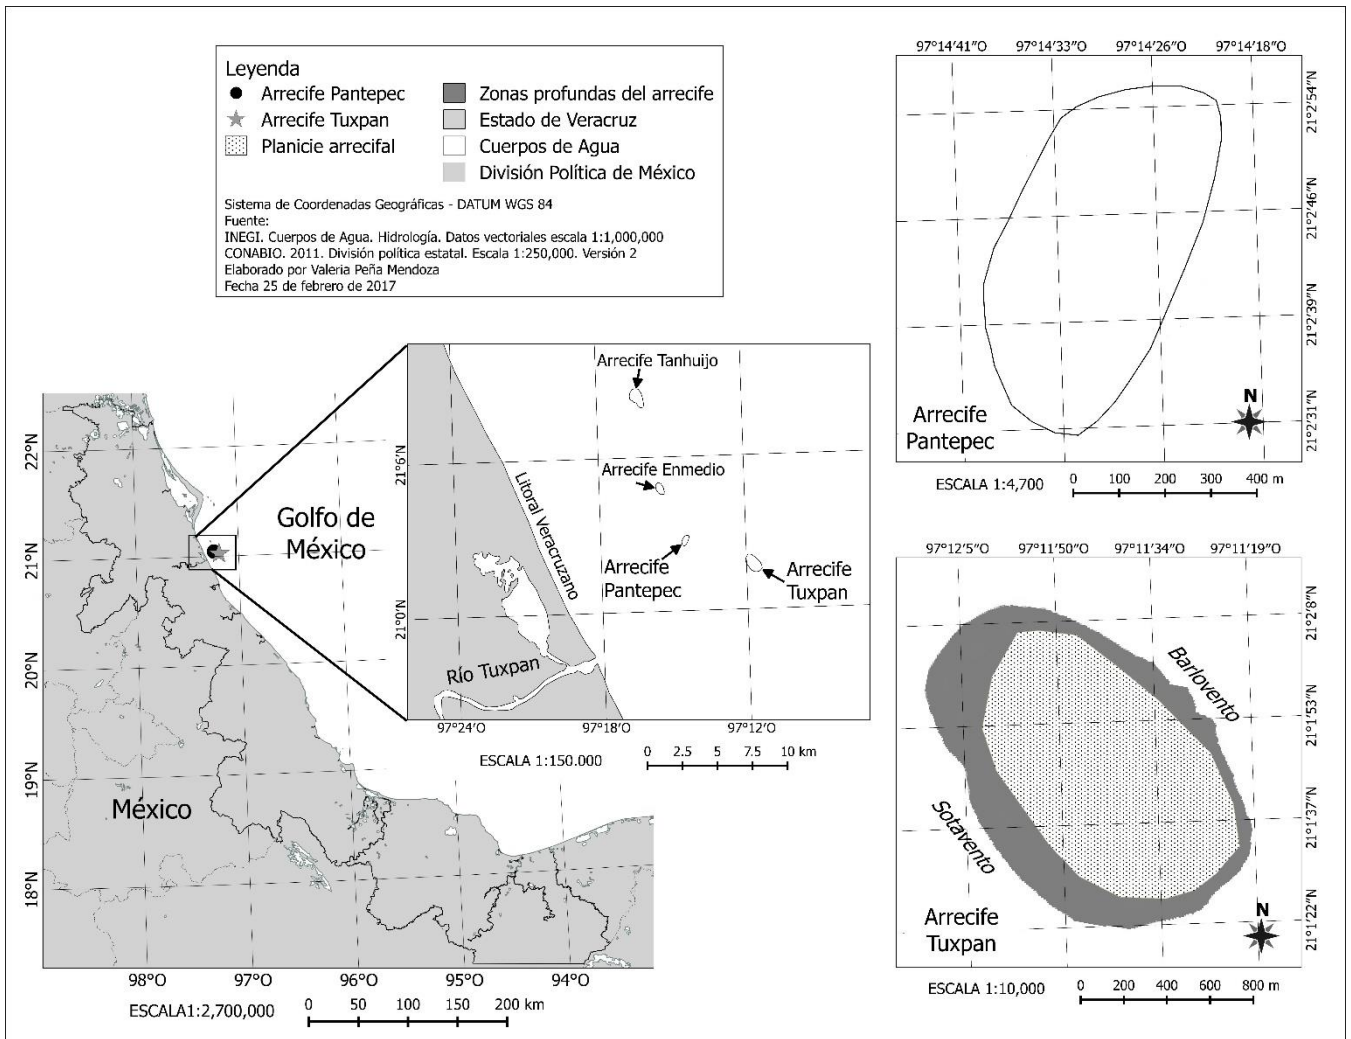 Leyenda
Arrecife Pantepec
Arrecife Tuxpan
Planicie arrecifal
Zonas profundas del arrecife
Estado de Veracruz
Cuerpos de Agua
División Política de México
Sistema de Coordenadas Geográficas - DATUM WGS 84
Fuente:
INEGI. Cuerpos de Agua. Hidrología. Datos vectoriales escala 1:1,000,000
CONABIO. 2011. División política estatal. Escala 1:250,000. Versión 2
Elaborado por Valeria Peña Mendoza
Fecha 25 de febrero de 2017
97°14'41"O 97°14'33"O 97°14'26"O 97°14'18"O
21°2'54"N
21°2'46"N
21°2'39"N
21°2'31"N
N
Arrecife
Pantepec
ESCALA 1:4,700
0 100 200 300 400 m
Arrecife Tanhuijo
Arrecife Enmedio
Arrecife
Pantepec
Arrecife
Tuxpan
Litoral Veracruzano
Río Tuxpan
21°6'N
21°0'N
97°24'O 97°18'O 97°12'O
ESCALA 1:150.000
0 2.5 5 7.5 10 km
Golfo de
México
México
22°N
21°N
20°N
19°N
18°N
98°O 97°O 96°O 95°O 94°O
ESCALA1:2,700,000
0 50 100 150 200 km
97°12'5"O 97°11'50"O 97°11'34"O 97°11'19"O
21°2'8"N
21°1'53"N
21°1'37"N
21°1'22"N
Barlovento
Sotavento
Arrecife
Tuxpan
N
ESCALA 1:10,000
0 200 400 600 800 m